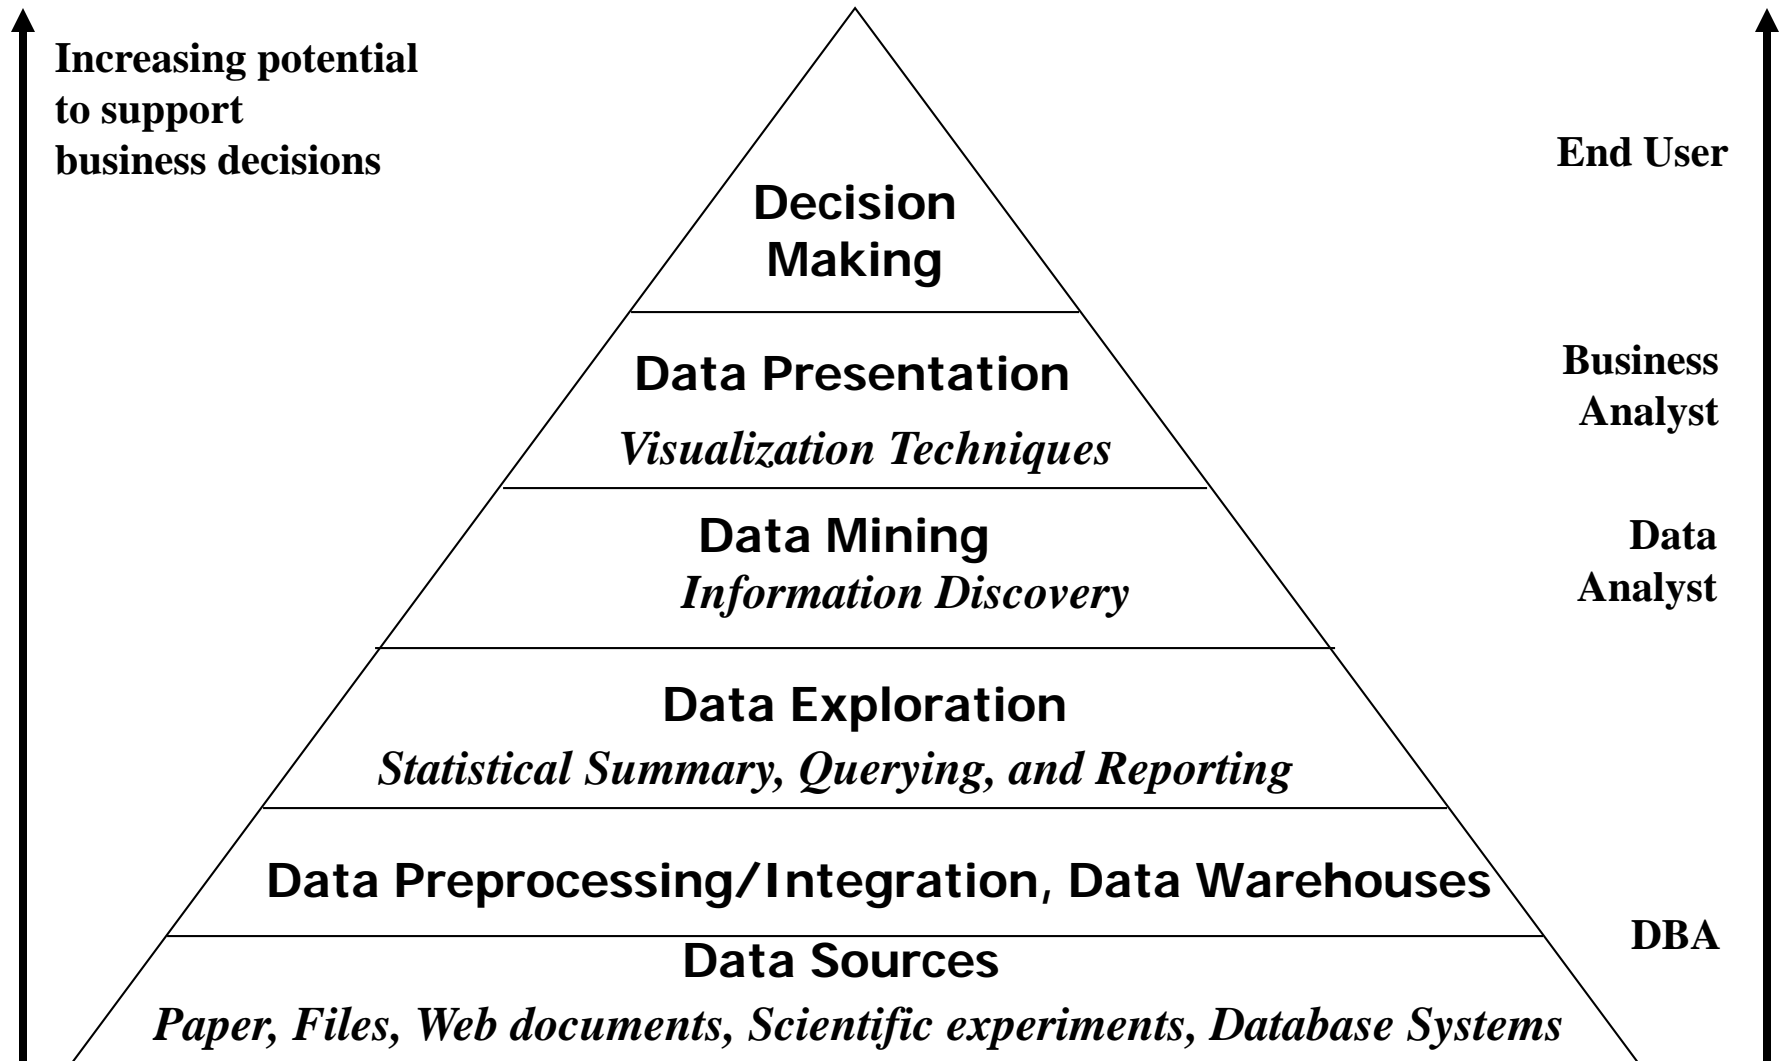 Increasing potential
to support
business decisions
End User
Decision
Making
Business
Analyst
Data Presentation
Visualization Techniques
Data
Analyst
Data Mining
Information Discovery
Data Exploration
Statistical Summary, Querying, and Reporting
Data Preprocessing/Integration, Data Warehouses
DBA
Data Sources
Paper, Files, Web documents, Scientific experiments, Database Systems